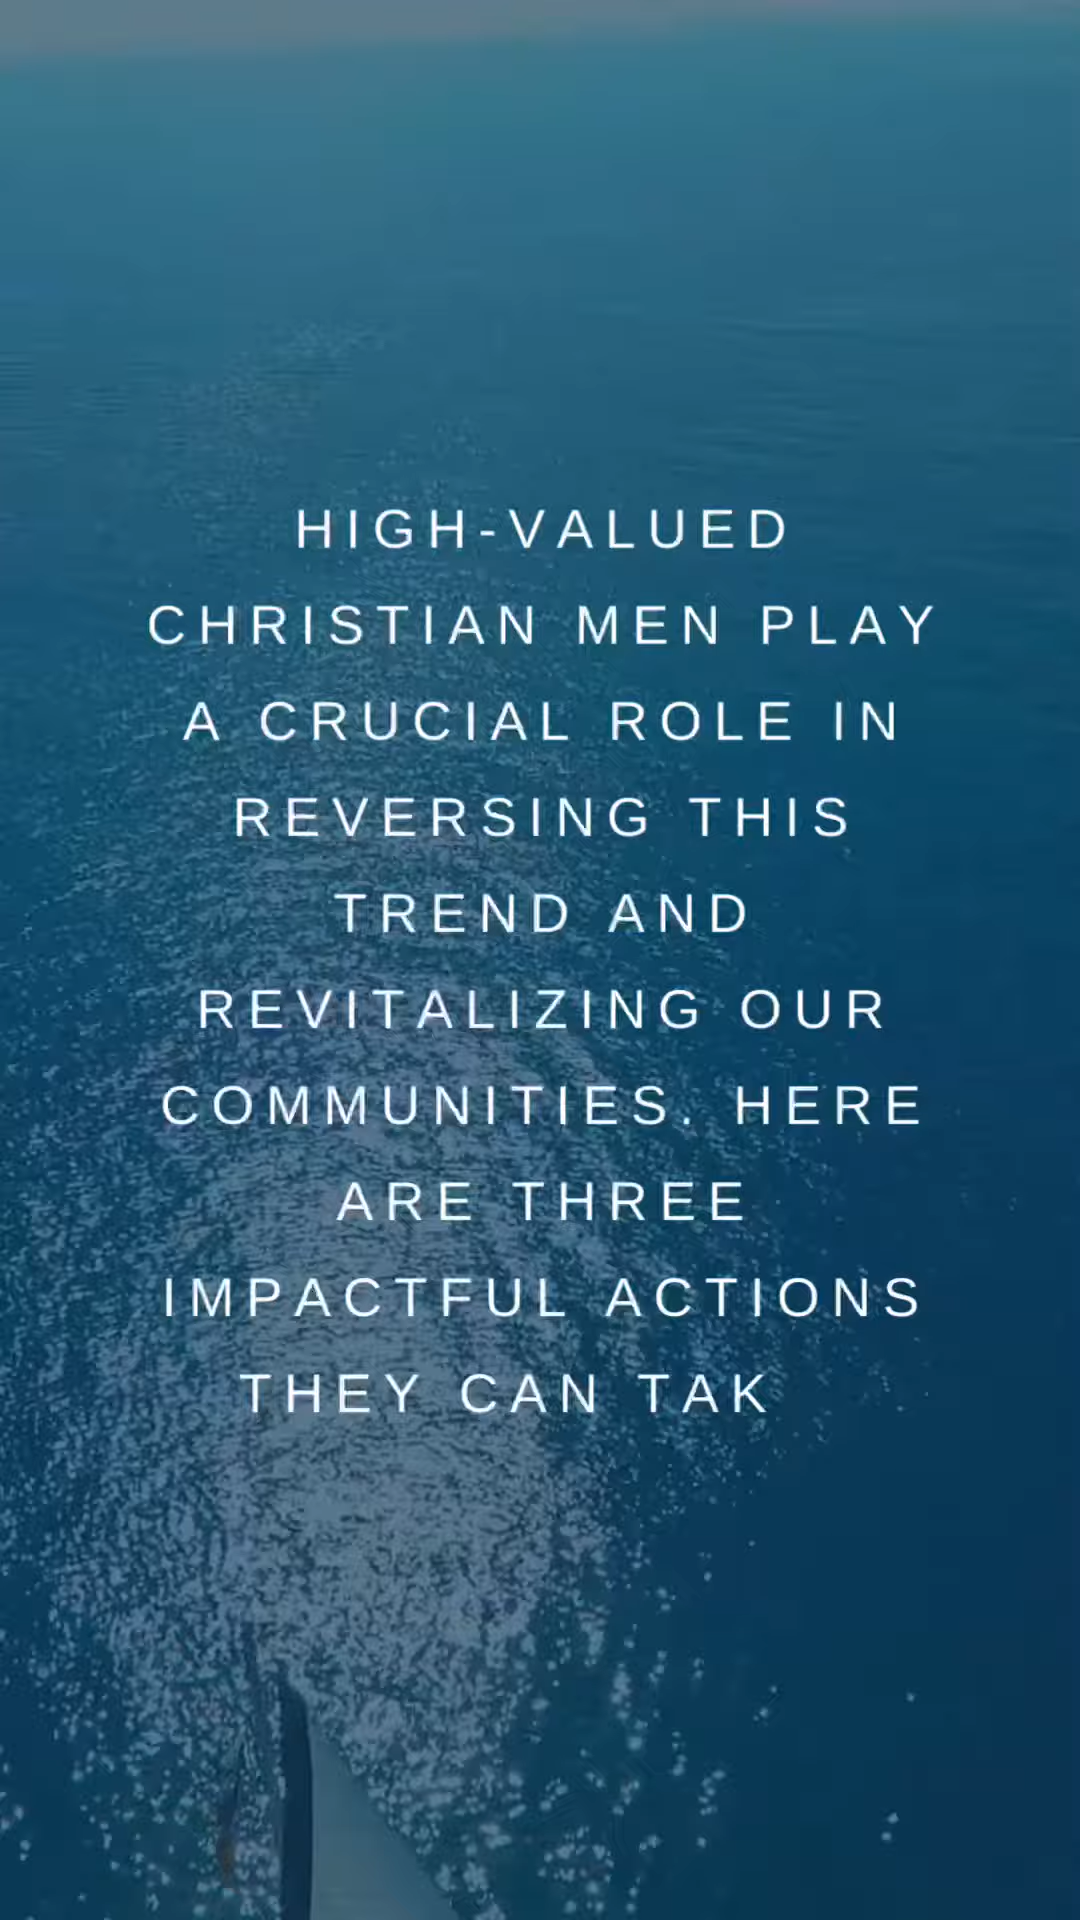 HIGH-VALUED
CHRISTIAN MEN PLAY
A CRUCIAL ROLE IN
REVERSING THIS
TREND AND
REVITALIZING OUR
COMMUNITIES. HERE
ARE THREE
IMPACTFUL ACTIONS
THEY CAN TAK